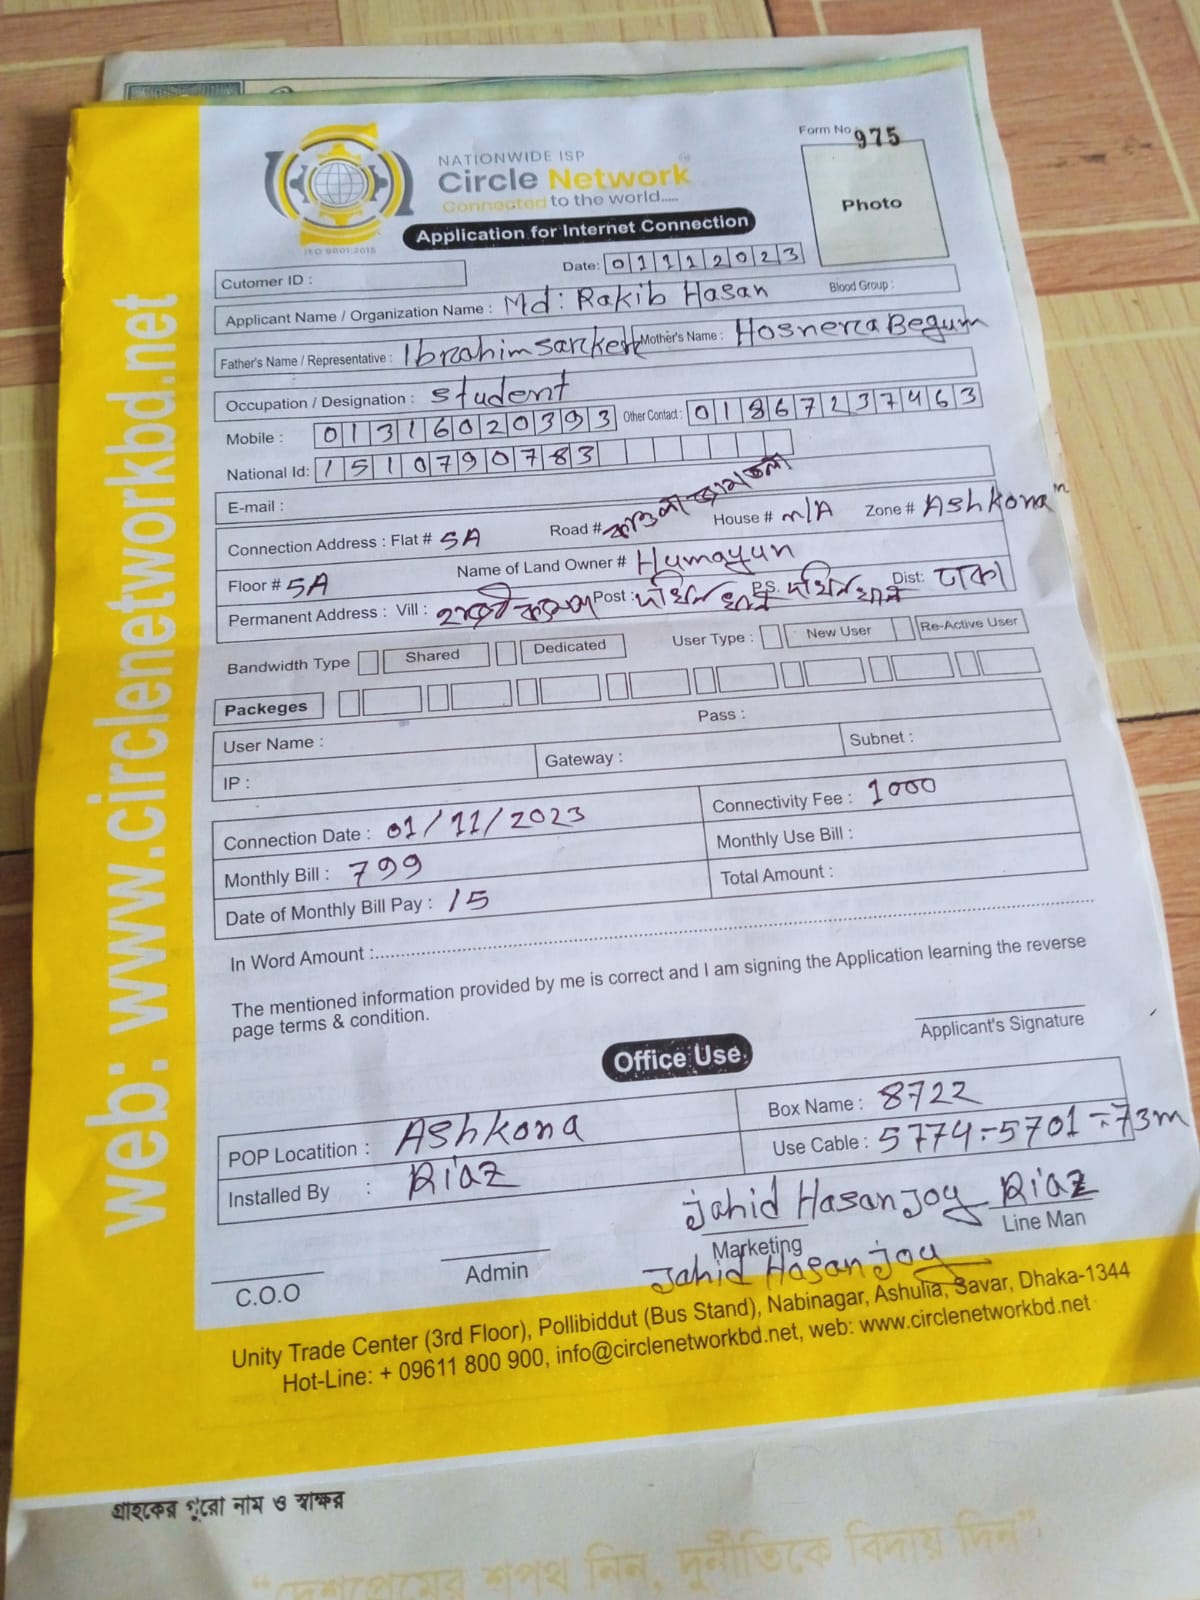 Form No 975
NATIONWIDE ISP
Circle Network
Connected to the world.....
ISO 9001:2015
Application for Internet Connection
Photo
Cutomer ID :
Date: 01112023
Applicant Name / Organization Name : Md: Rakib Hasan Blood Group :
Father's Name / Representative : Ibrahim Sarker Mother's Name : Hosnera Begum
Occupation / Designation : Student
Mobile : 01316020393 Other Contact : 01867237463
National Id: 1510790783
E-mail :
Connection Address : Flat # 5A Road # House # n/A Zone # Ashkona
Floor # 5A Name of Land Owner # Humayun
Permanent Address : Vill : Post : P.S. Dist: ঢাকা
Bandwidth Type Shared Dedicated User Type : New User Re-Active User
Packeges
User Name : Pass :
IP : Gateway : Subnet :
Connection Date : 01/11/2023 Connectivity Fee : 1000
Monthly Bill : 799 Monthly Use Bill :
Date of Monthly Bill Pay : 15 Total Amount :
In Word Amount :
The mentioned information provided by me is correct and I am signing the Application learning the reverse
page terms & condition.
Applicant's Signature
Office Use
POP Locatition : Ashkona Box Name : 8722
Installed By : Riaz Use Cable : 5774-5701=73m
Jahid Hasan Joy Riaz
C.O.O Admin Marketing Line Man
Jahid Hasan joy
Unity Trade Center (3rd Floor), Pollibiddut (Bus Stand), Nabinagar, Ashulia, Savar, Dhaka-1344
Hot-Line: + 09611 800 900, info@circlenetworkbd.net, web: www.circlenetworkbd.net
web: www.circlenetworkbd.net
গ্রাহকের পুরো নাম ও স্বাক্ষর
“দেশপ্রেমের শপথ নিন, দুর্নীতিকে বিদায় দিন”